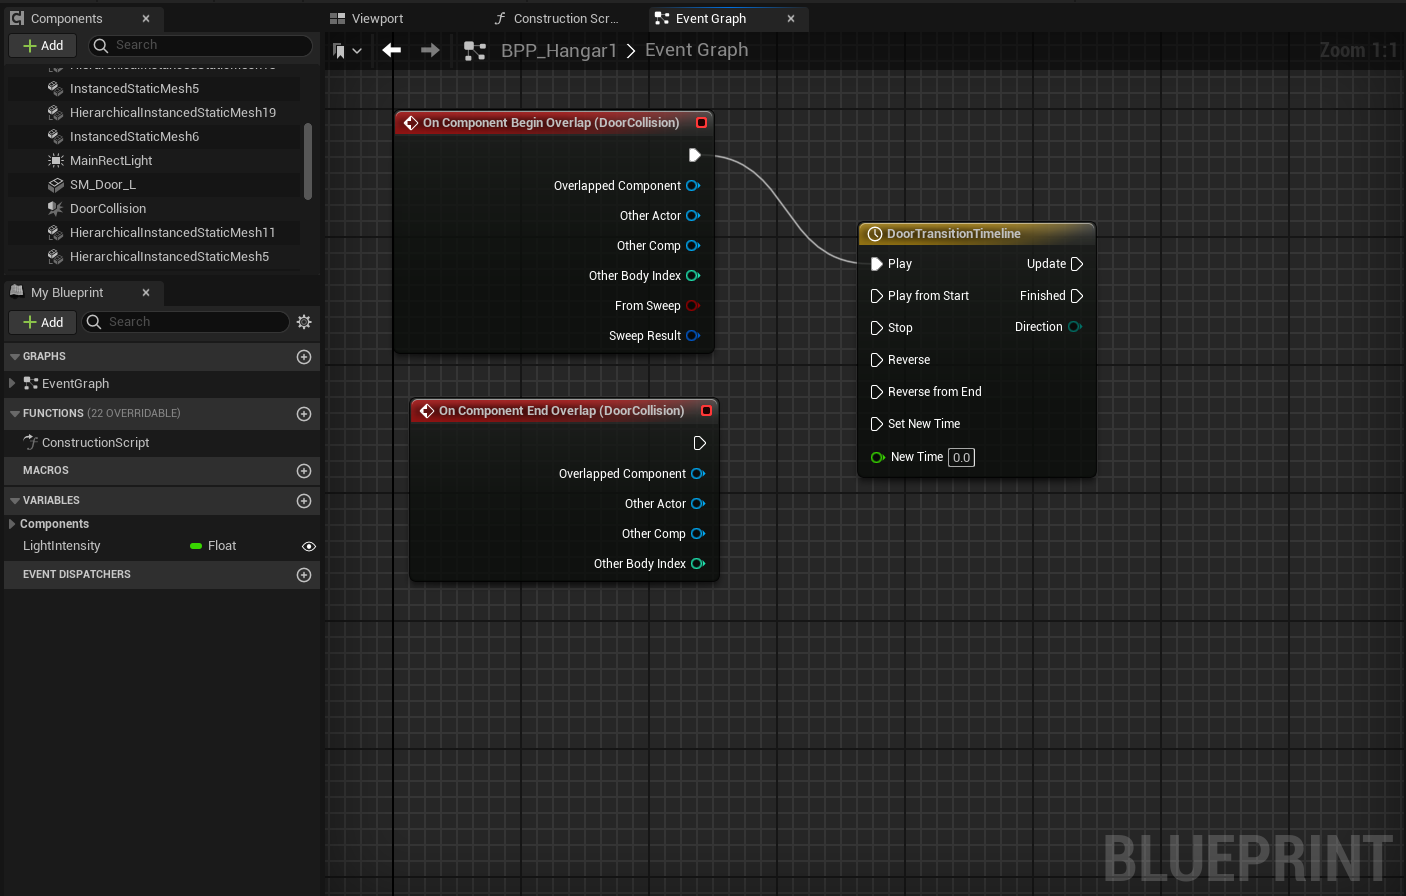 Components
Add
Search
InstancedStaticMesh5
HierarchicalInstancedStaticMesh19
InstancedStaticMesh6
MainRectLight
SM_Door_L
DoorCollision
HierarchicalInstancedStaticMesh11
HierarchicalInstancedStaticMesh5
My Blueprint
Add
Search
GRAPHS
EventGraph
FUNCTIONS (22 OVERRIDABLE)
ConstructionScript
MACROS
VARIABLES
Components
LightIntensity Float
EVENT DISPATCHERS
Viewport
Construction Scr...
Event Graph
BPP_Hangar1 > Event Graph
Zoom 1:1
On Component Begin Overlap (DoorCollision)
Overlapped Component
Other Actor
Other Comp
Other Body Index
From Sweep
Sweep Result
On Component End Overlap (DoorCollision)
Overlapped Component
Other Actor
Other Comp
Other Body Index
DoorTransitionTimeline
Play Update
Play from Start Finished
Stop Direction
Reverse
Reverse from End
Set New Time
New Time 0.0
BLUEPRINT